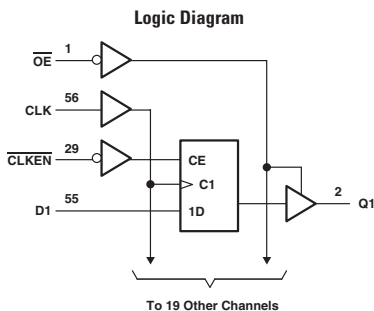 Logic Diagram
OE 1
CLK 56
CLKEN 29
CE
C1
D1 55
1D
2
Q1
To 19 Other Channels